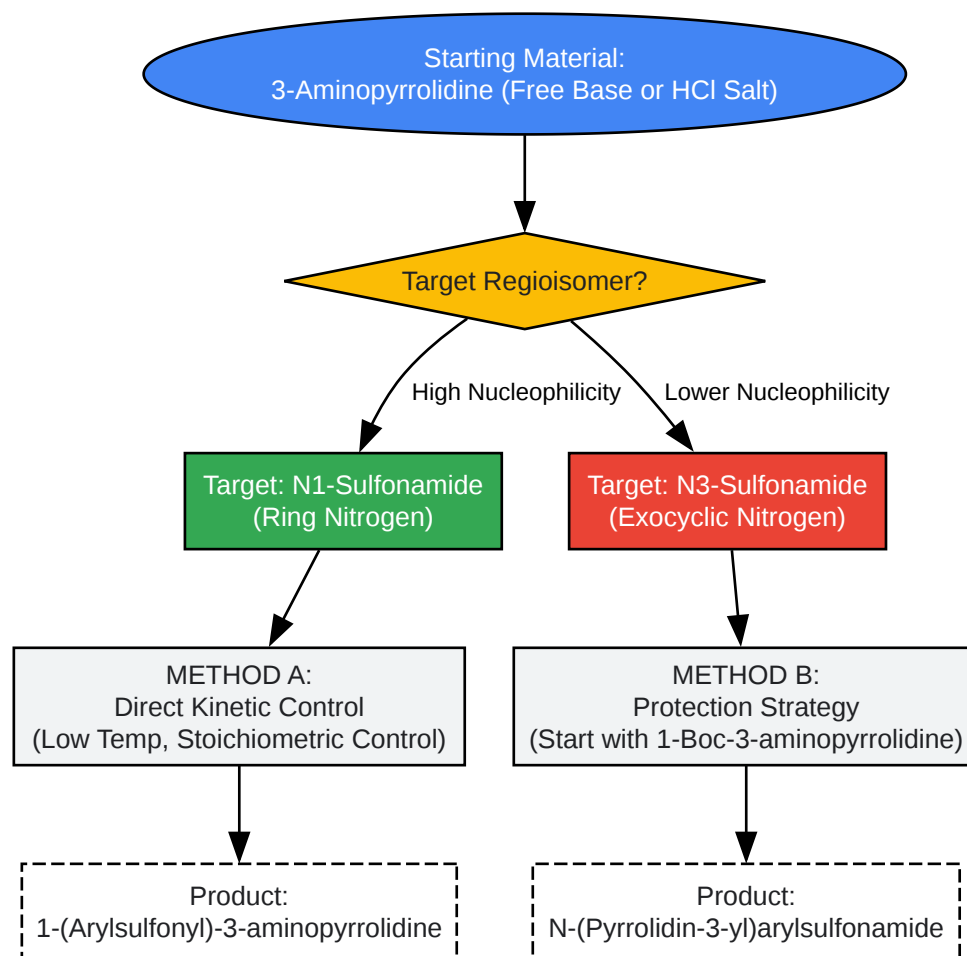 Starting Material:
3-Aminopyrrolidine (Free Base or HCl Salt)
Target Regioisomer?
High Nucleophilicity
Lower Nucleophilicity
Target: N1-Sulfonamide
(Ring Nitrogen)
Target: N3-Sulfonamide
(Exocyclic Nitrogen)
METHOD A:
Direct Kinetic Control
(Low Temp, Stoichiometric Control)
METHOD B:
Protection Strategy
(Start with 1-Boc-3-aminopyrrolidine)
Product:
1-(Arylsulfonyl)-3-aminopyrrolidine
Product:
N-(Pyrrolidin-3-yl)arylsulfonamide